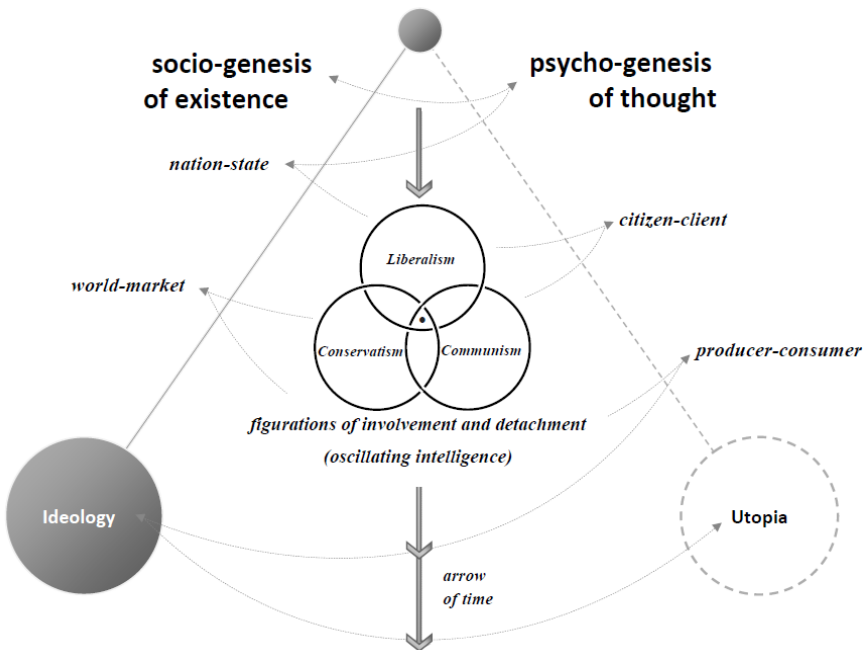 socio-genesis
of existence
psycho-genesis
of thought
nation-state
citizen-client
Liberalism
world-market
Conservatism
Communism
producer-consumer
figurations of involvement and detachment
(oscillating intelligence)
Ideology
Utopia
arrow
of time